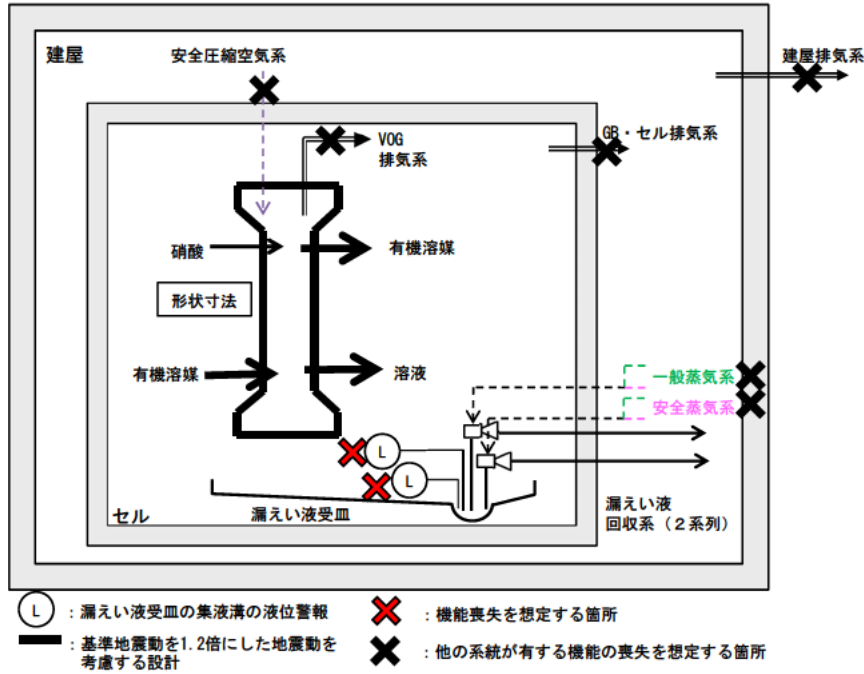 建屋
安全圧縮空気系
建屋排気系
VOG
排気系
GB・セル排気系
硝酸
有機溶媒
形状寸法
有機溶媒
溶液
一般蒸気系
安全蒸気系
L
L
セル
漏えい液受皿
漏えい液
回収系(2系列)
L :漏えい液受皿の集液溝の液位警報
:機能喪失を想定する箇所
:基準地震動を1.2倍にした地震動を
考慮する設計
:他の系統が有する機能の喪失を想定する箇所